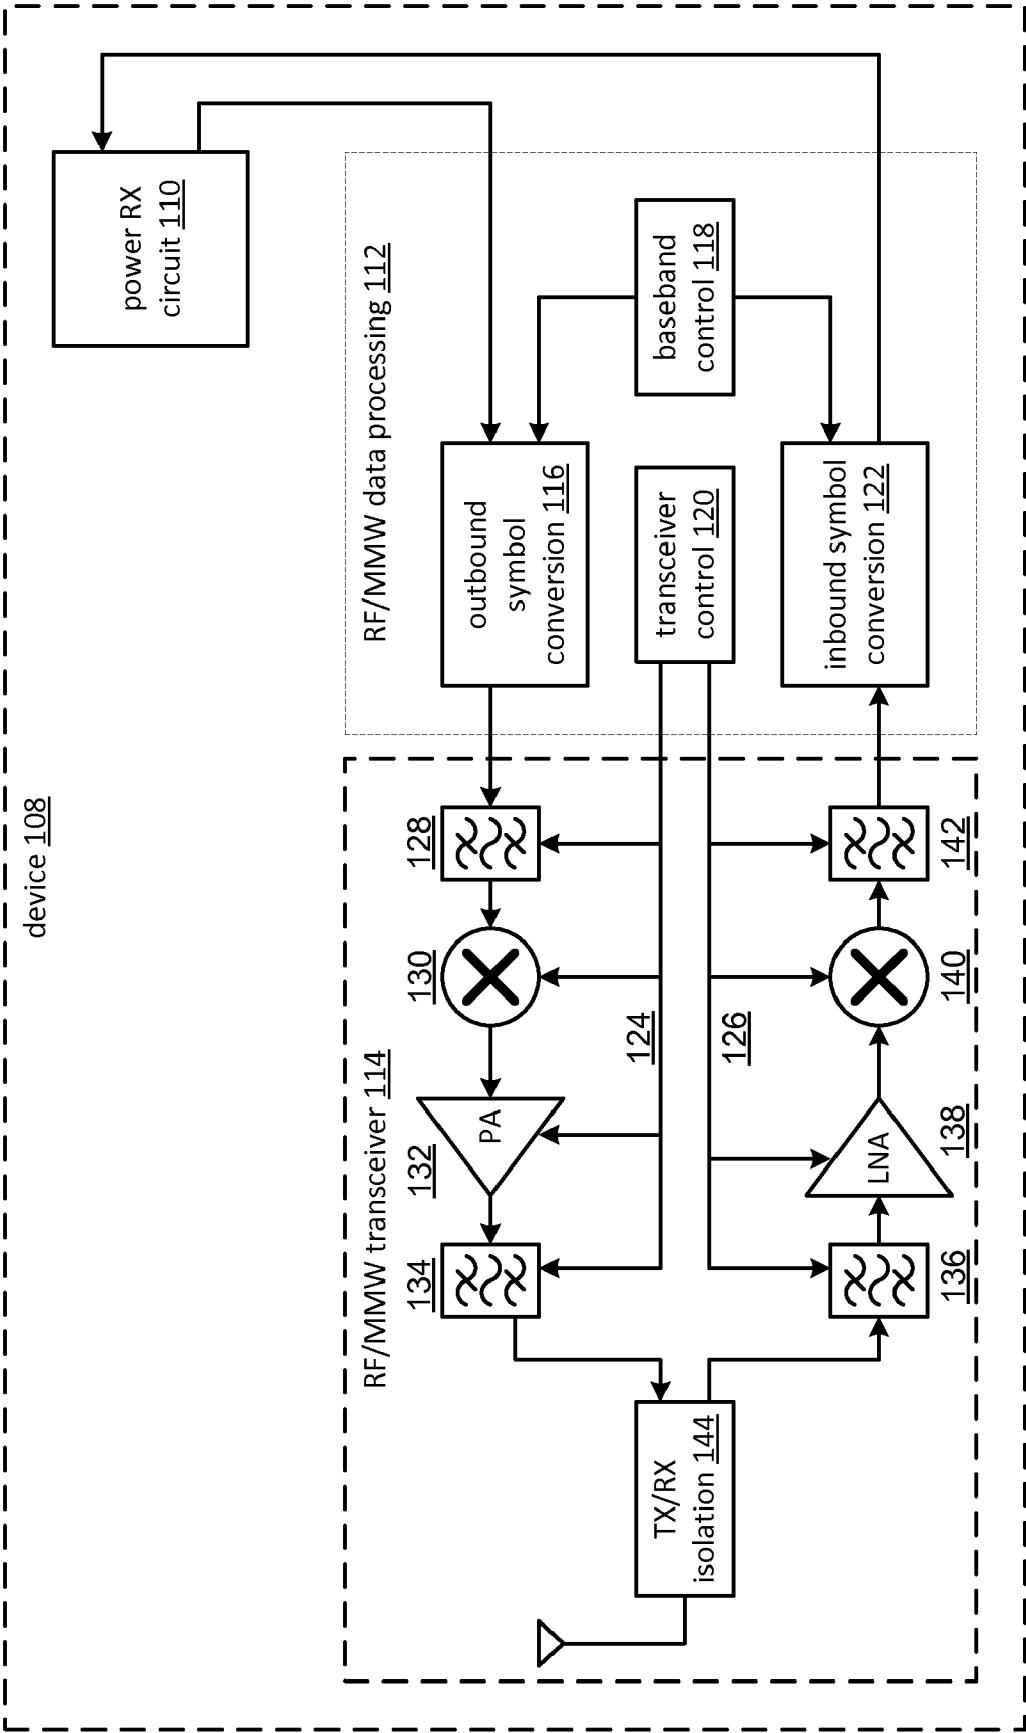 device 108
power RX
circuit 110
RF/MMW data processing 112
outbound
symbol
conversion 116
baseband
control 118
transceiver
control 120
inbound symbol
conversion 122
RF/MMW transceiver 114
128
130
132
PA
134
124
126
142
140
138
LNA
136
TX/RX
isolation 144